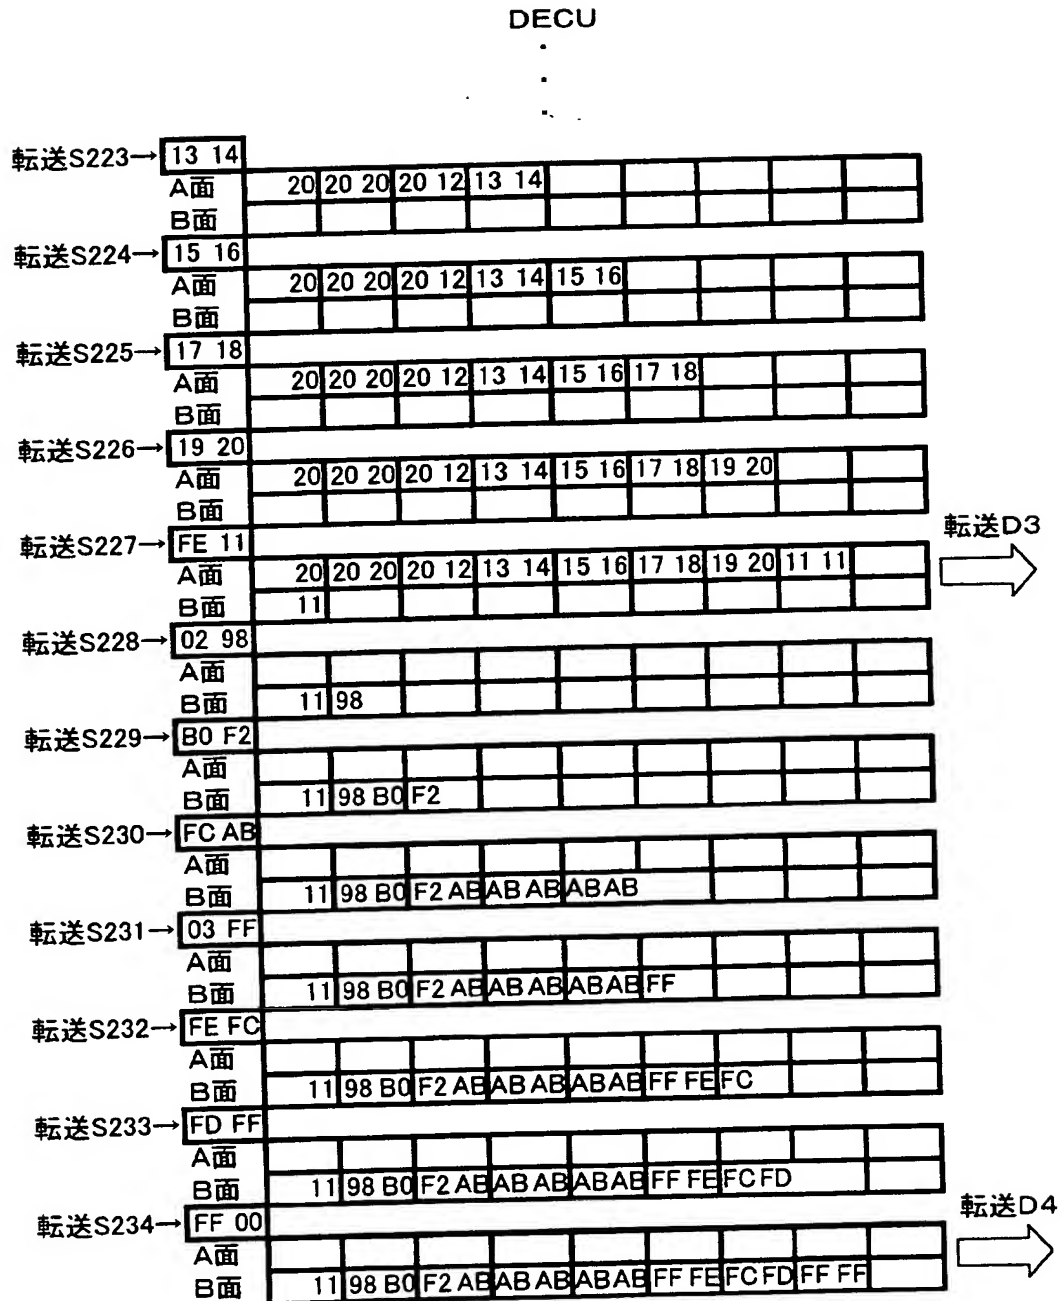 DECU
転送S223→ 13 14
A面 20 20 20 20 12 13 14
B面
転送S224→ 15 16
A面 20 20 20 20 12 13 14 15 16
B面
転送S225→ 17 18
A面 20 20 20 20 12 13 14 15 16 17 18
B面
転送S226→ 19 20
A面 20 20 20 20 12 13 14 15 16 17 18 19 20
B面
転送D3
転送S227→ FE 11
A面 20 20 20 20 12 13 14 15 16 17 18 19 20 11 11
B面 11
転送S228→ 02 98
A面
B面 11 98
転送S229→ B0 F2
A面
B面 11 98 B0 F2
転送S230→ FC AB
A面
B面 11 98 B0 F2 AB AB AB AB AB
転送S231→ 03 FF
A面
B面 11 98 B0 F2 AB AB AB AB AB FF
転送S232→ FE FC
A面
B面 11 98 B0 F2 AB AB AB AB AB FF FE FC
転送S233→ FD FF
A面
B面 11 98 B0 F2 AB AB AB AB AB FF FE FC FD
転送D4
転送S234→ FF 00
A面
B面 11 98 B0 F2 AB AB AB AB AB FF FE FC FD FF FF